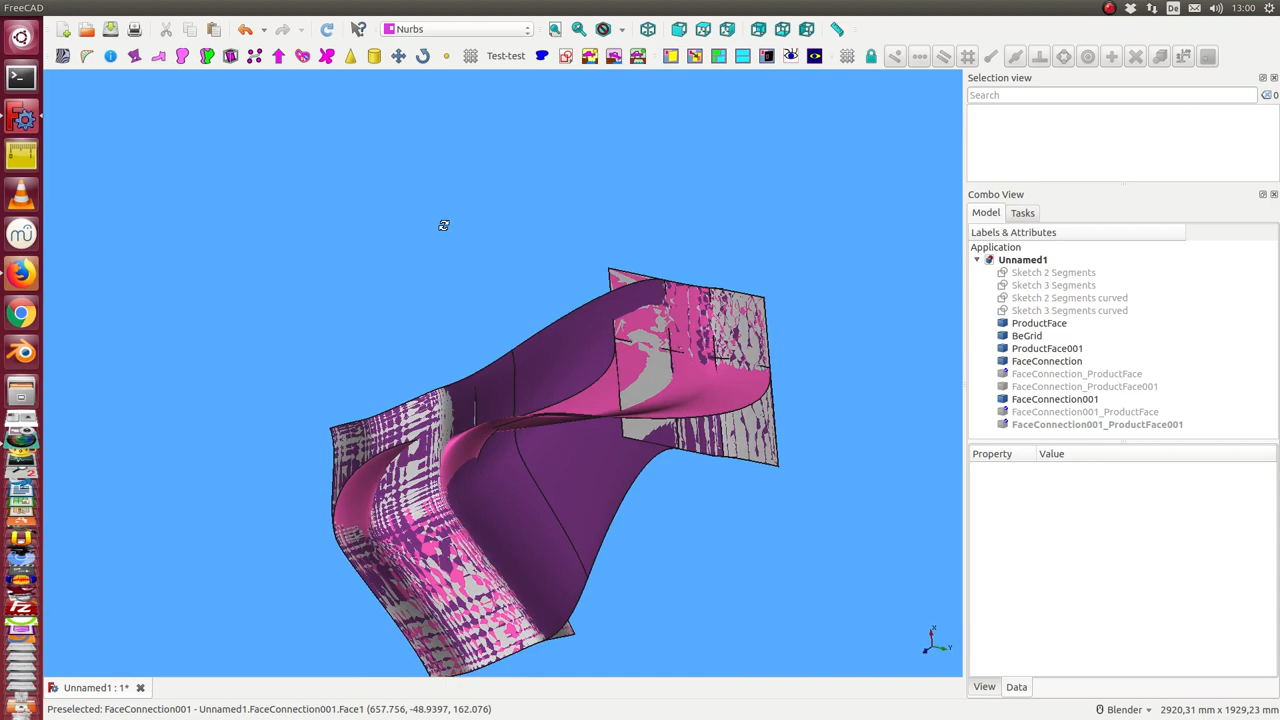 FreeCAD
De
13:00
Nurbs
Test-test
Selection view
Search
0
Combo View
Model
Tasks
Labels & Attributes
Application
Unnamed1
Sketch 2 Segments
Sketch 3 Segments
Sketch 2 Segments curved
Sketch 3 Segments curved
ProductFace
BeGrid
ProductFace001
FaceConnection
FaceConnection_ProductFace
FaceConnection_ProductFace001
FaceConnection001
FaceConnection001_ProductFace
FaceConnection001_ProductFace001
Property
Value
View
Data
Unnamed1 : 1*
Preselected: FaceConnection001 - Unnamed1.FaceConnection001.Face1 (657.756, -48.9397, 162.076)
Blender
2920,31 mm x 1929,23 mm